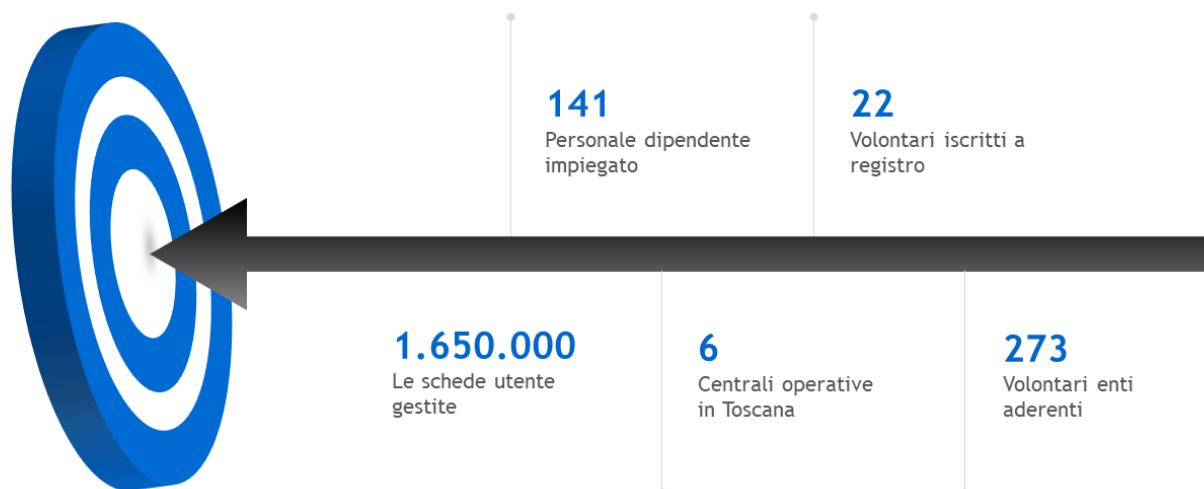 141
Personale dipendente
impiegato
22
Volontari iscritti a
registro
1.650.000
Le schede utente
gestite
6
Centrali operative
in Toscana
273
Volontari enti
aderenti